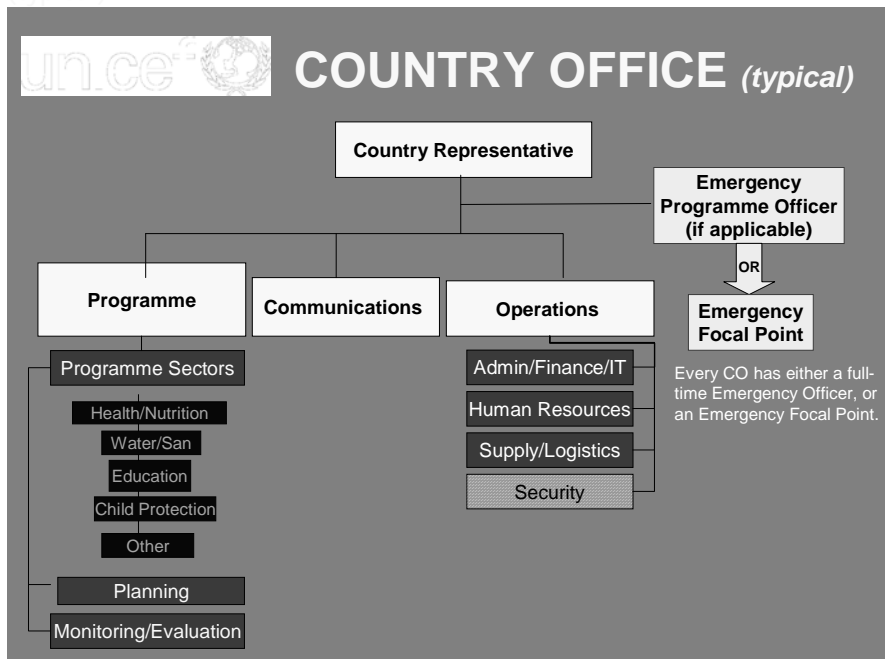 unicef
COUNTRY OFFICE (typical)
Country Representative
Emergency
Programme Officer
(if applicable)
OR
Emergency
Focal Point
Every CO has either a full-
time Emergency Officer, or
an Emergency Focal Point.
Programme
Communications
Operations
Programme Sectors
Health/Nutrition
Water/San
Education
Child Protection
Other
Planning
Monitoring/Evaluation
Admin/Finance/IT
Human Resources
Supply/Logistics
Security